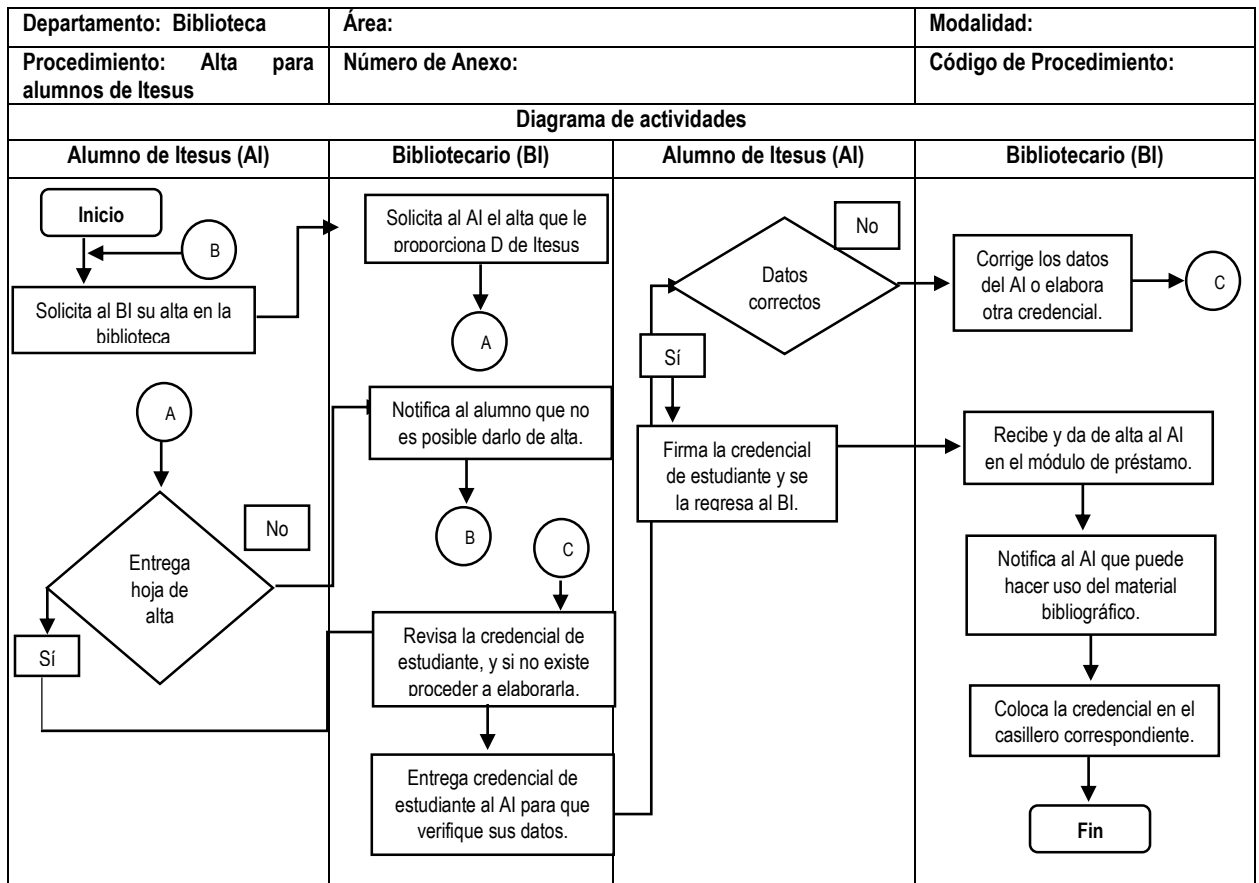 Departamento: Biblioteca
Área:
Modalidad:
Procedimiento: Alta para
alumnos de Itesus
Número de Anexo:
Código de Procedimiento:
Diagrama de actividades
Alumno de Itesus (AI)
Bibliotecario (BI)
Alumno de Itesus (AI)
Bibliotecario (BI)
Inicio
B
Solicita al BI su alta en la
biblioteca
A
Entrega
hoja de
alta
No
Sí
Solicita al AI el alta que le
proporciona D de Itesus
A
Notifica al alumno que no
es posible darlo de alta.
B
C
Revisa la credencial de
estudiante, y si no existe
proceder a elaborarla.
Entrega credencial de
estudiante al AI para que
verifique sus datos.
No
Datos
correctos
Sí
Firma la credencial
de estudiante y se
la regresa al BI.
Corrige los datos
del AI o elabora
otra credencial.
C
Recibe y da de alta al AI
en el módulo de préstamo.
Notifica al AI que puede
hacer uso del material
bibliográfico.
Coloca la credencial en el
casillero correspondiente.
Fin